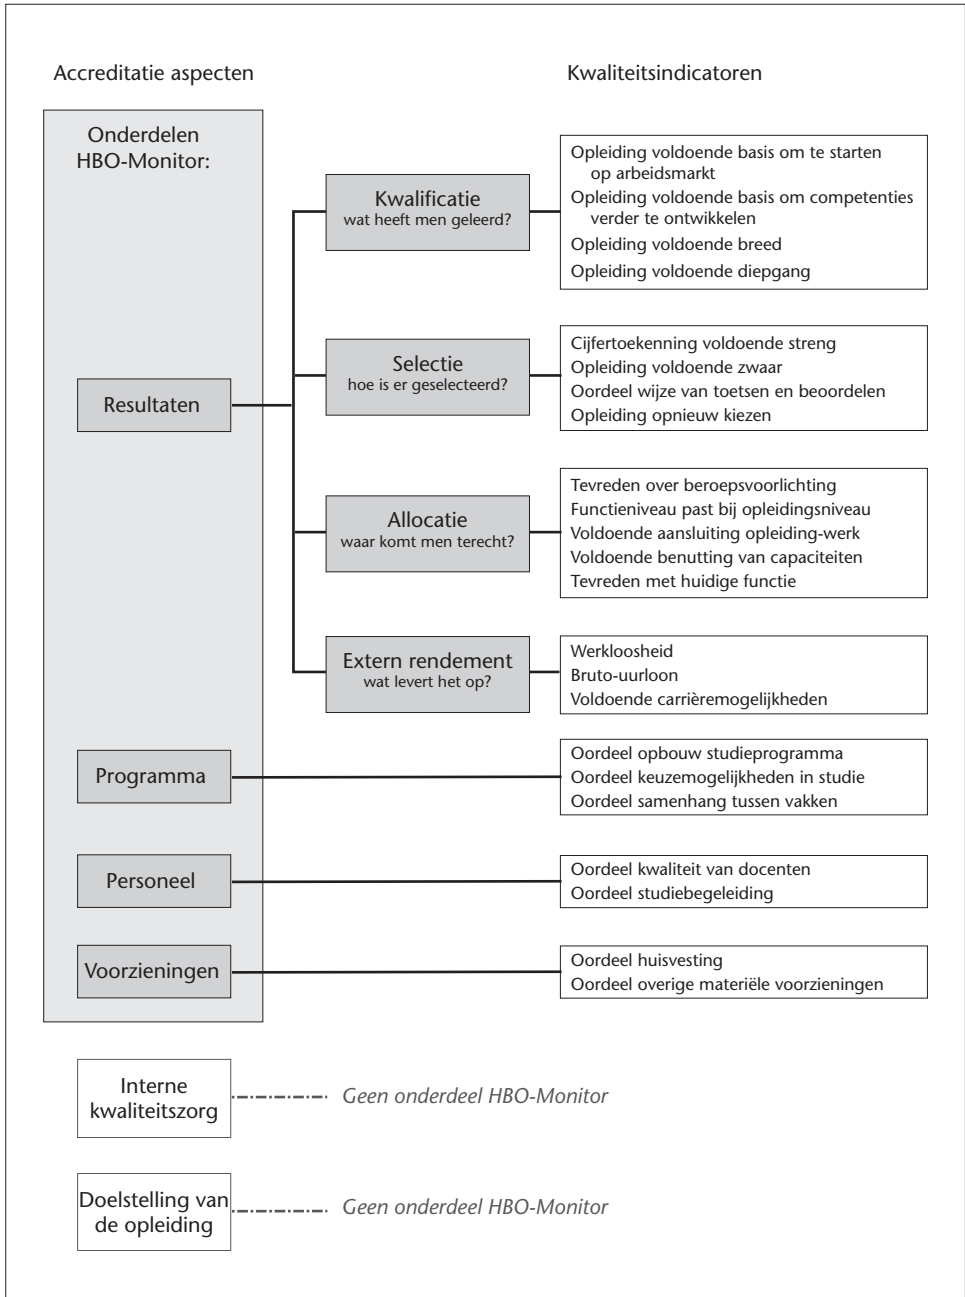 Accreditatie aspecten
Kwaliteitsindicatoren
Onderdelen
HBO-Monitor:
Resultaten
Kwalificatie
wat heeft men geleerd?
Opleiding voldoende basis om te starten
op arbeidsmarkt
Opleiding voldoende basis om competenties
verder te ontwikkelen
Opleiding voldoende breed
Opleiding voldoende diepgang
Selectie
hoe is er geselecteerd?
Cijfertoekenning voldoende streng
Opleiding voldoende zwaar
Oordeel wijze van toetsen en beoordelen
Opleiding opnieuw kiezen
Allocatie
waar komt men terecht?
Tevreden over beroepsvoorlichting
Functieniveau past bij opleidingsniveau
Voldoende aansluiting opleiding-werk
Voldoende benutting van capaciteiten
Tevreden met huidige functie
Extern rendement
wat levert het op?
Werkloosheid
Bruto-uurloon
Voldoende carrièremogelijkheden
Programma
Oordeel opbouw studieprogramma
Oordeel keuzemogelijkheden in studie
Oordeel samenhang tussen vakken
Personeel
Oordeel kwaliteit van docenten
Oordeel studiebegeleiding
Voorzieningen
Oordeel huisvesting
Oordeel overige materiële voorzieningen
Interne
kwaliteitszorg
Geen onderdeel HBO-Monitor
Doelstelling van
de opleiding
Geen onderdeel HBO-Monitor